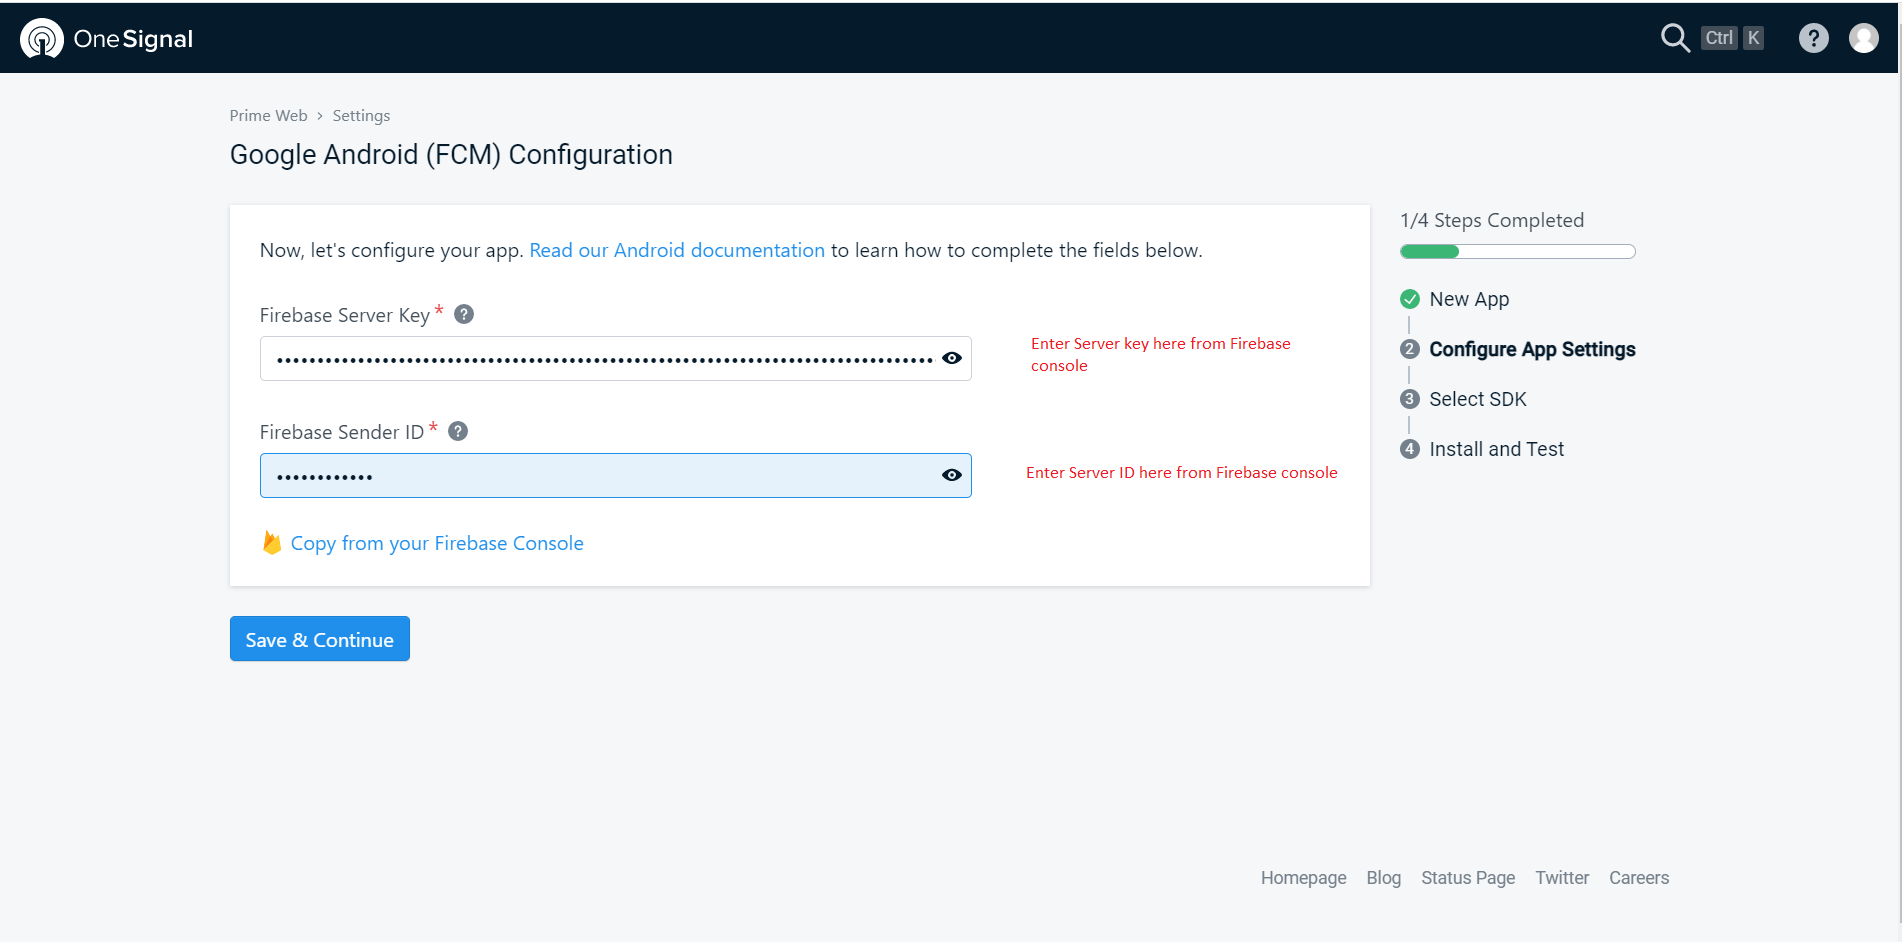 OneSignal
Ctrl K
?
Prime Web > Settings
Google Android (FCM) Configuration
Now, let's configure your app. Read our Android documentation to learn how to complete the fields below.
Firebase Server Key * ?
Enter Server key here from Firebase
console
Firebase Sender ID * ?
Enter Server ID here from Firebase console
Copy from your Firebase Console
Save & Continue
1/4 Steps Completed
New App
2 Configure App Settings
3 Select SDK
4 Install and Test
Homepage Blog Status Page Twitter Careers